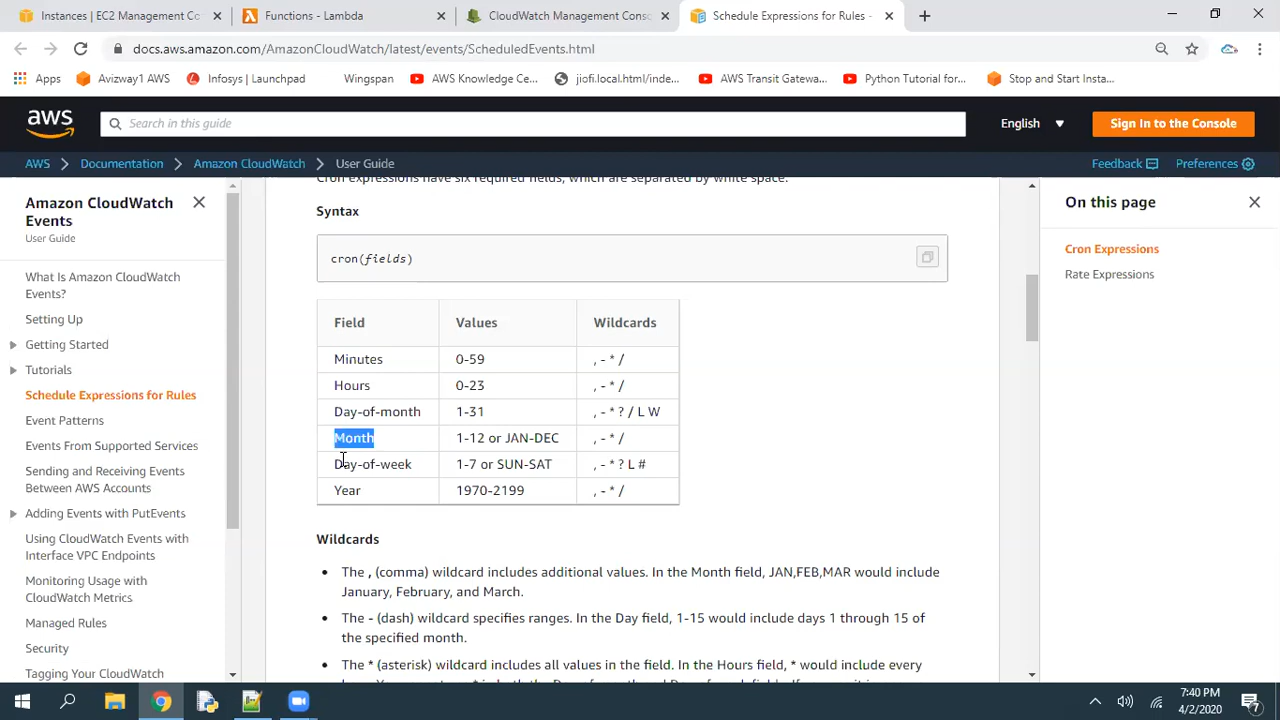 Instances | EC2 Management Co
Functions - Lambda
CloudWatch Management Conso
Schedule Expressions for Rules -
docs.aws.amazon.com/AmazonCloudWatch/latest/events/ScheduledEvents.html
Apps
Avizway1 AWS
Infosys | Launchpad
Wingspan
AWS Knowledge Ce...
jiofi.local.html/inde...
AWS Transit Gatewa...
Python Tutorial for...
Stop and Start Insta...
aws
Search in this guide
English
Sign In to the Console
AWS
Documentation
Amazon CloudWatch
User Guide
Feedback
Preferences
Amazon CloudWatch
Events
User Guide
What Is Amazon CloudWatch
Events?
Setting Up
Getting Started
Tutorials
Schedule Expressions for Rules
Event Patterns
Events From Supported Services
Sending and Receiving Events
Between AWS Accounts
Adding Events with PutEvents
Using CloudWatch Events with
Interface VPC Endpoints
Monitoring Usage with
CloudWatch Metrics
Managed Rules
Security
Tagging Your CloudWatch
Cron expressions have six required fields, which are separated by white space.
Syntax
cron(fields)
Field Values Wildcards
Minutes 0-59 , - * /
Hours 0-23 , - * /
Day-of-month 1-31 , - * ? / L W
Month 1-12 or JAN-DEC , - * /
Day-of-week 1-7 or SUN-SAT , - * ? L #
Year 1970-2199 , - * /
Wildcards
• The , (comma) wildcard includes additional values. In the Month field, JAN,FEB,MAR would include
January, February, and March.
• The - (dash) wildcard specifies ranges. In the Day field, 1-15 would include days 1 through 15 of
the specified month.
• The * (asterisk) wildcard includes all values in the field. In the Hours field, * would include every
On this page
Cron Expressions
Rate Expressions
7:40 PM
4/2/2020
7